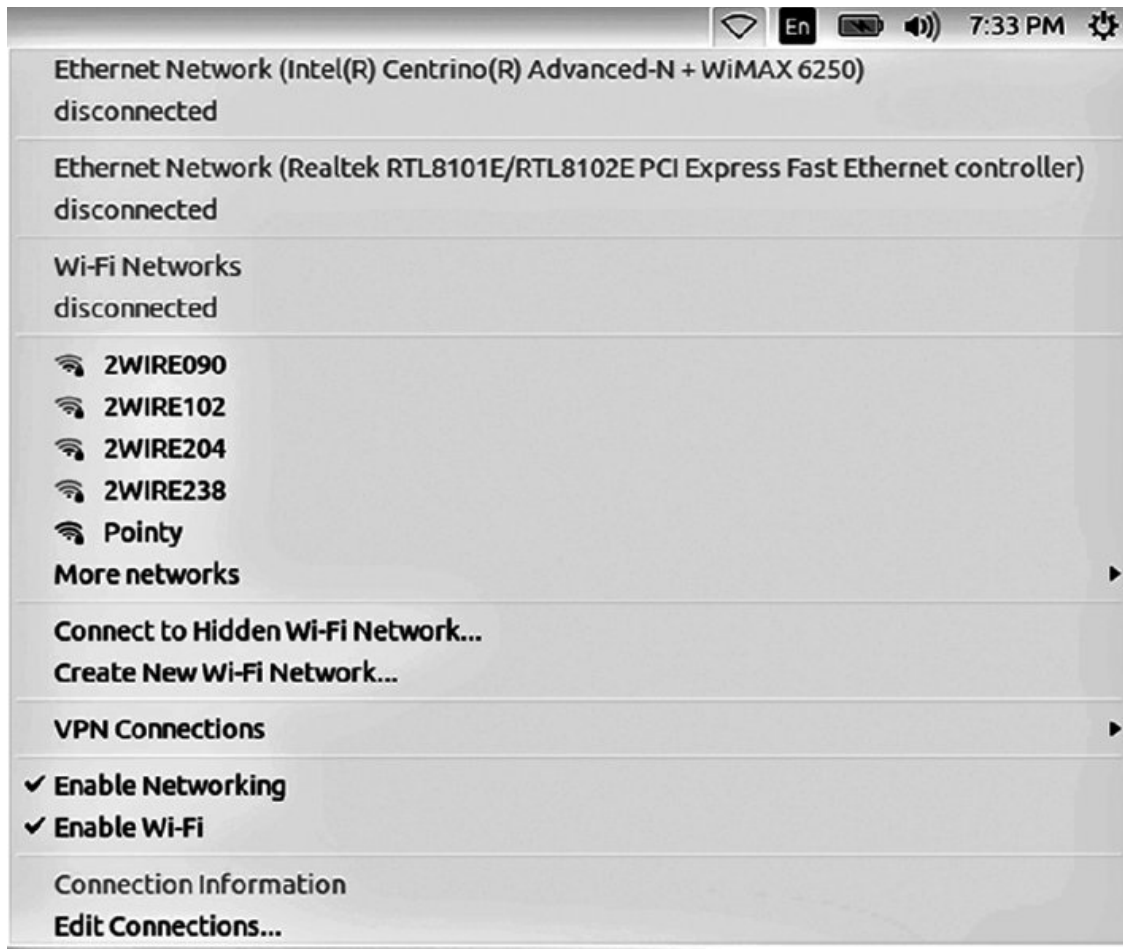 En 7:33 PM
Ethernet Network (Intel(R) Centrino(R) Advanced-N + WiMAX 6250)
disconnected
Ethernet Network (Realtek RTL8101E/RTL8102E PCI Express Fast Ethernet controller)
disconnected
Wi-Fi Networks
disconnected
2WIRE090
2WIRE102
2WIRE204
2WIRE238
Pointy
More networks
Connect to Hidden Wi-Fi Network...
Create New Wi-Fi Network...
VPN Connections
Enable Networking
Enable Wi-Fi
Connection Information
Edit Connections...